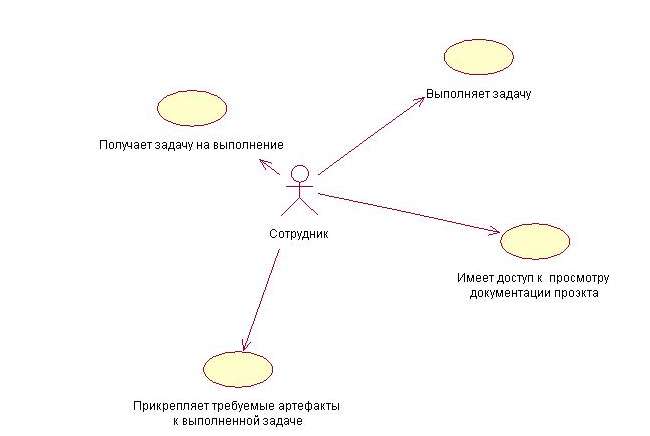 Выполняет задачу
Получает задачу на выполнение
Сотрудник
Имеет доступ к просмотру
документации проэкта
Прикрепляет требуемые артефакты
к выполненной задаче